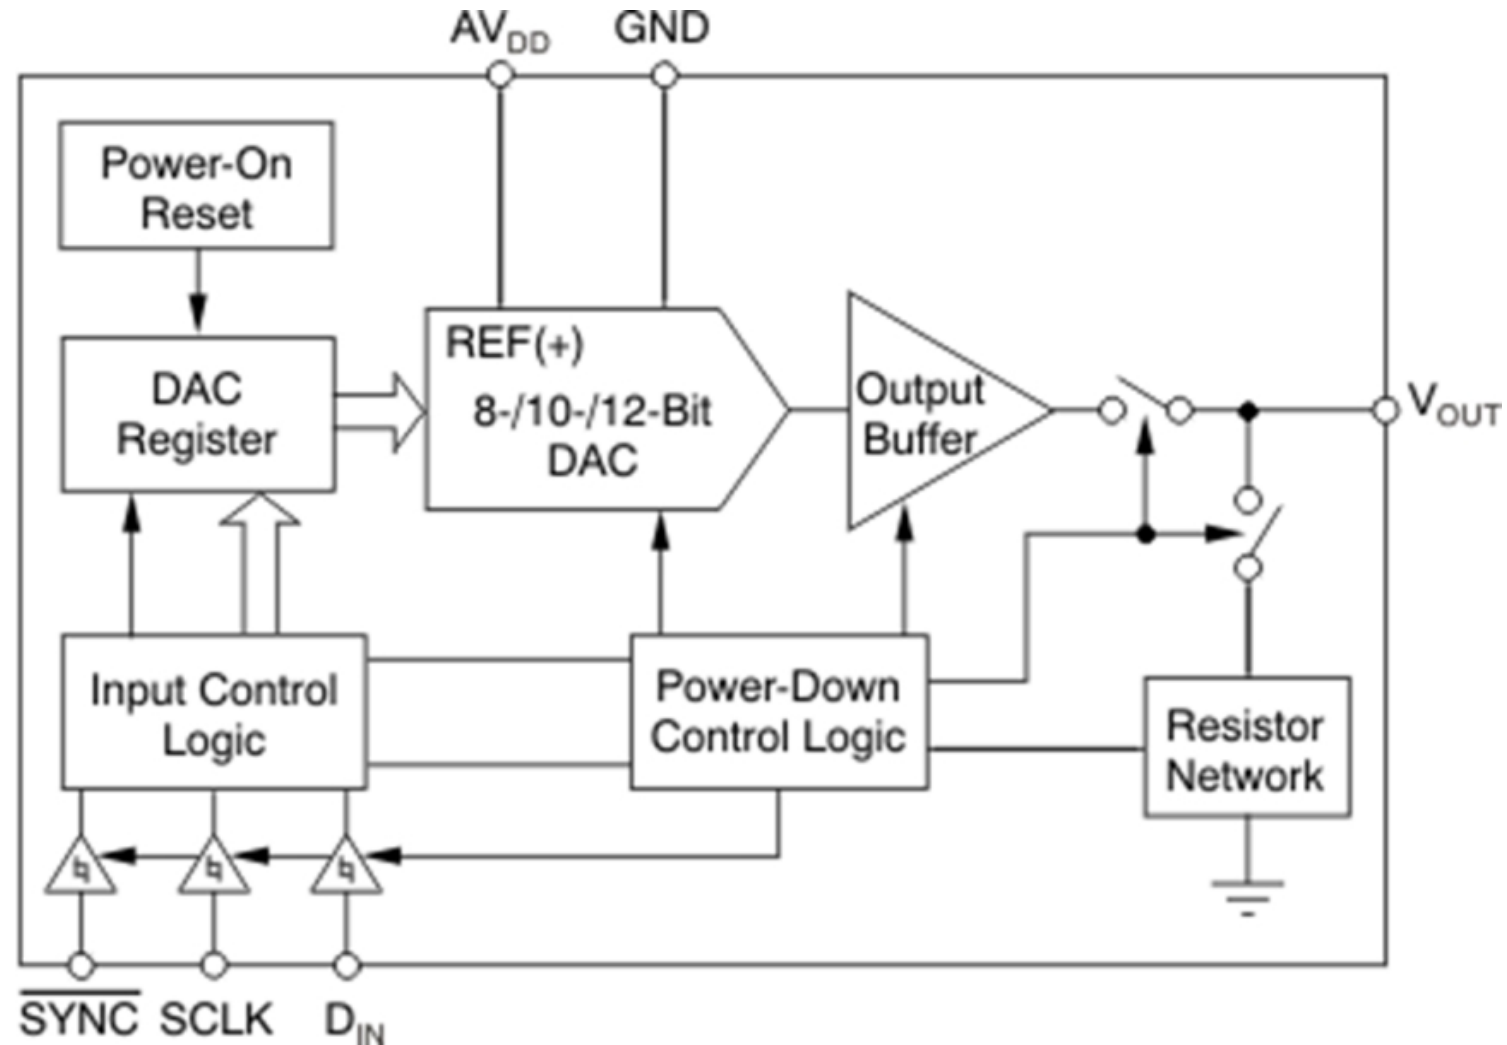 AVDD
GND
Power-On
Reset
DAC
Register
REF(+)
8-/10-/12-Bit
DAC
Output
Buffer
VOUT
Input Control
Logic
Power-Down
Control Logic
Resistor
Network
SYNC
SCLK
DIN